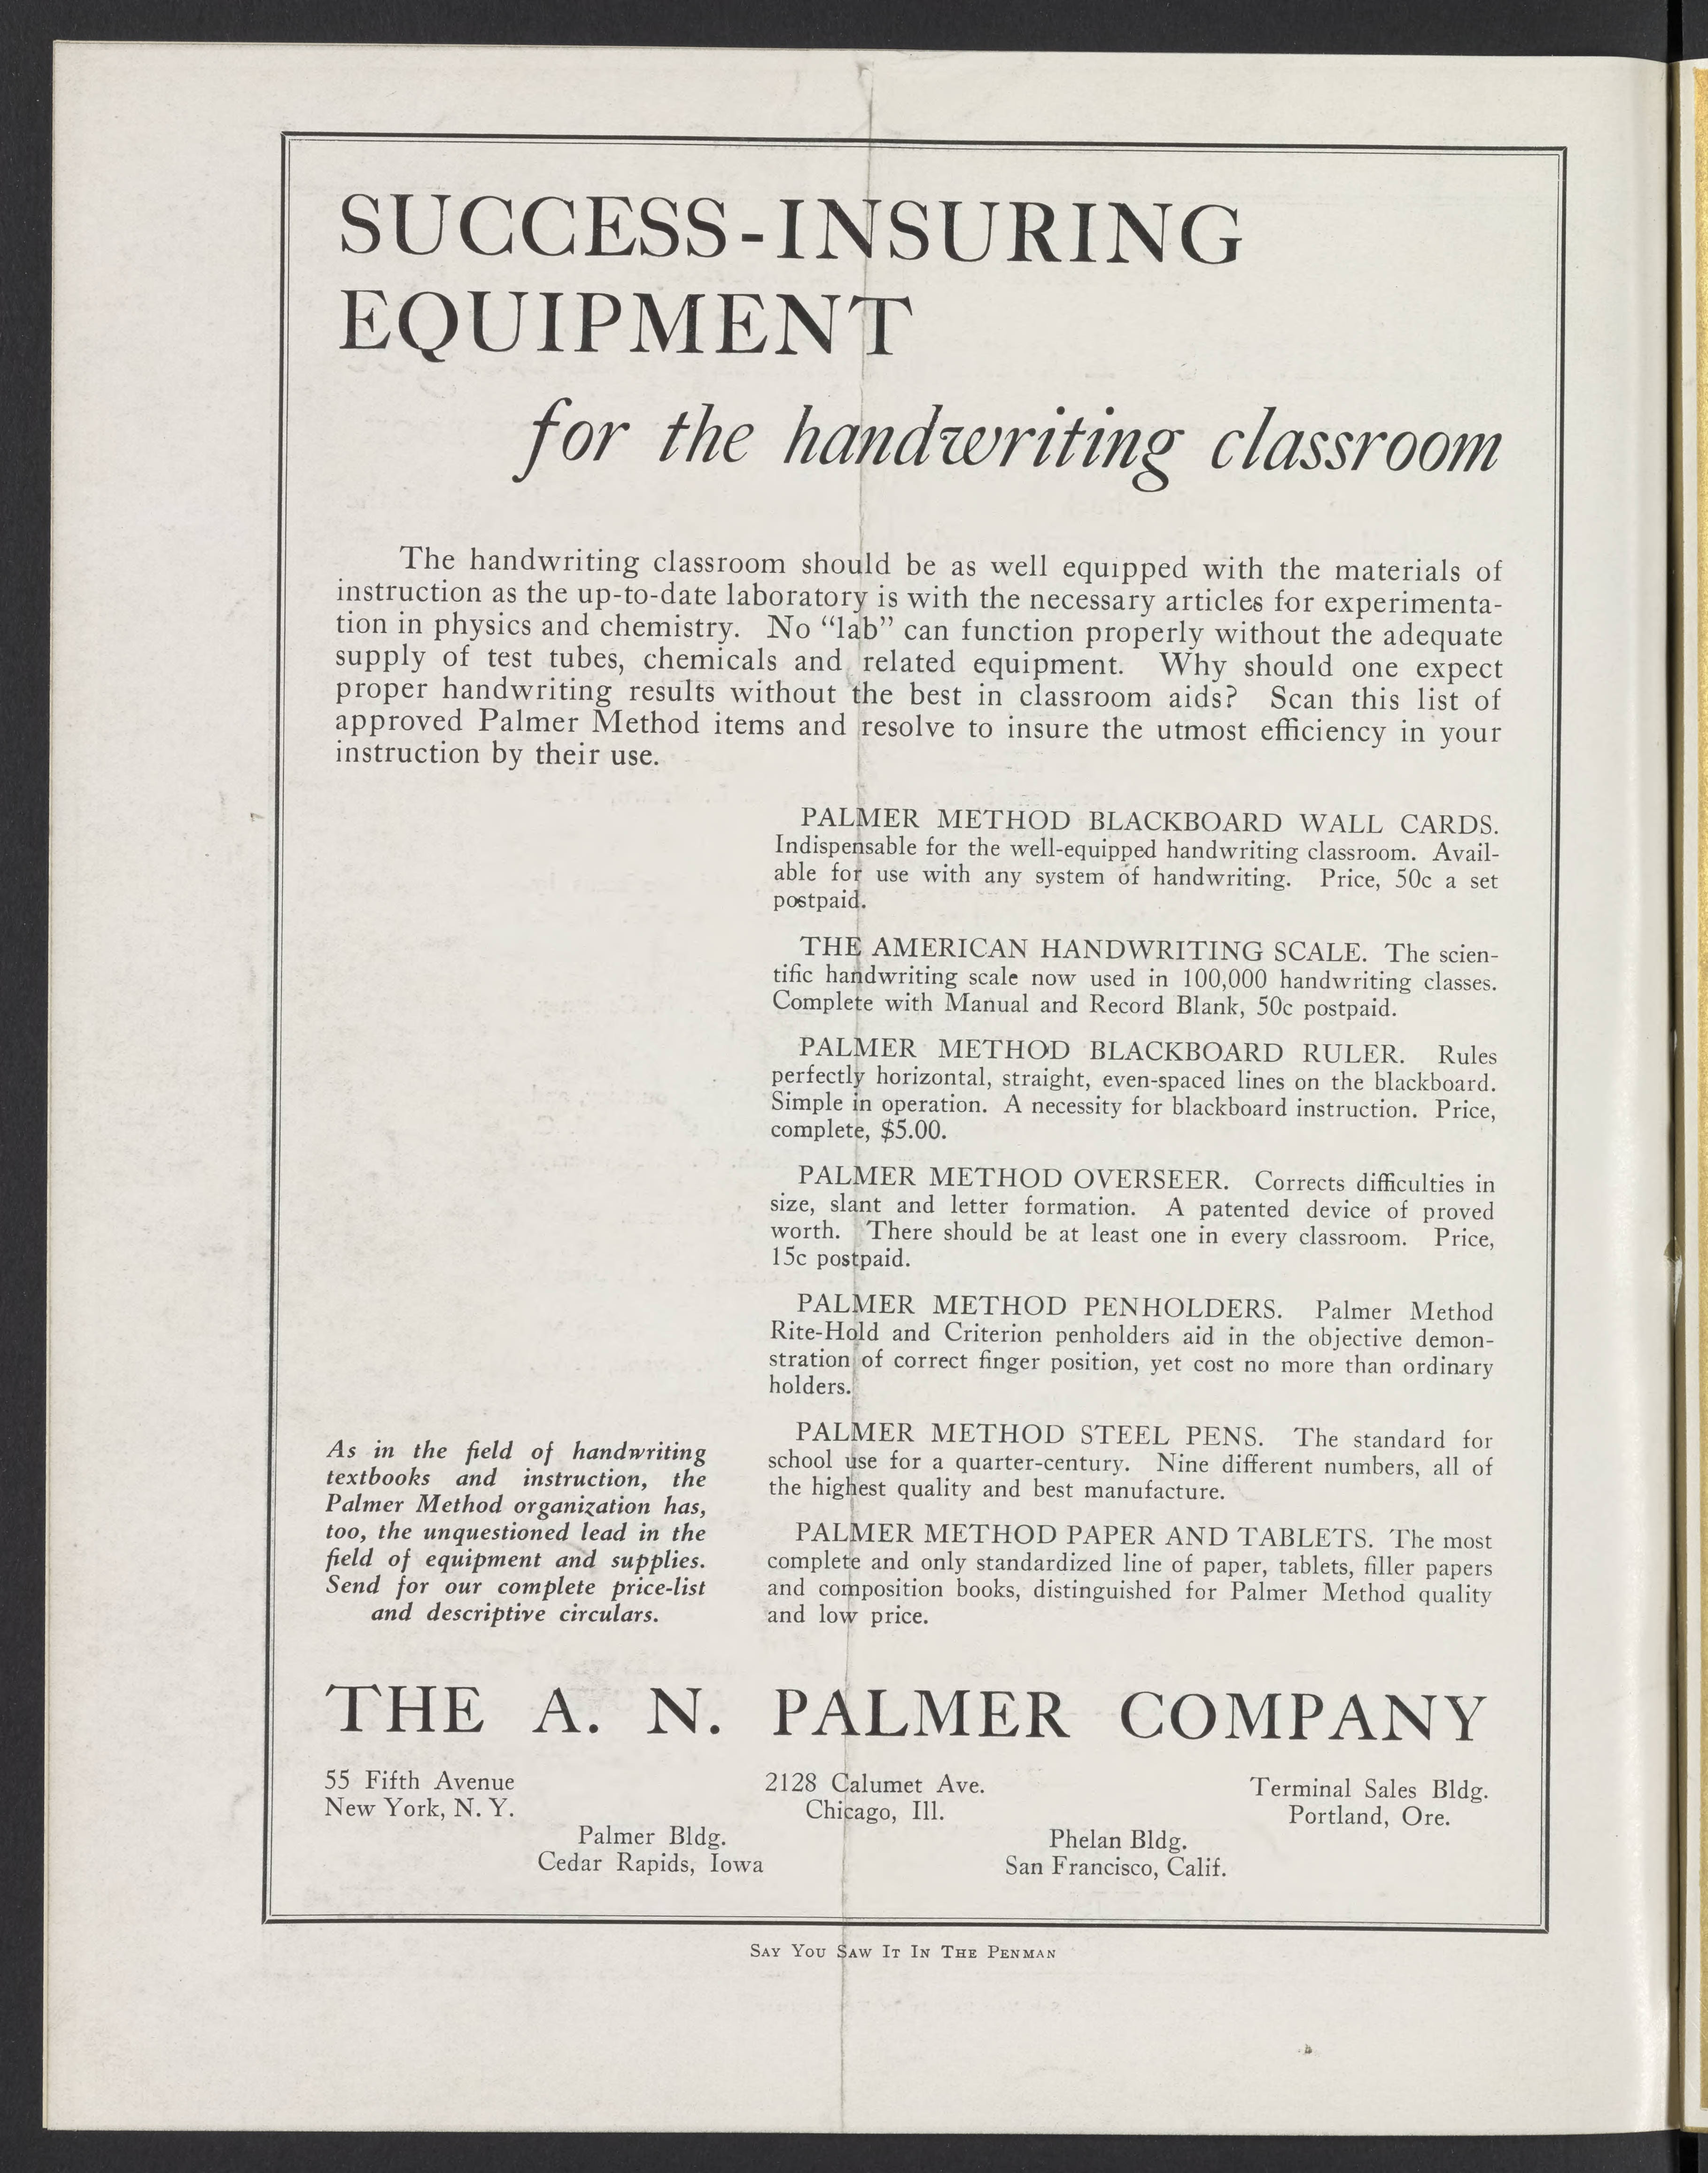 SUCCESS-INSURING
EQUIPMENT
for the handwriting classroom
The handwriting classroom should be as well equipped with the materials of
instruction as the up-to-date laboratory is with the necessary articles for experimenta-
tion in physics and chemistry. No “lab” can function properly without the adequate
supply of test tubes, chemicals and related equipment. Why should one expect
proper handwriting results without the best in classroom aids? Scan this list of
approved Palmer Method items and resolve to insure the utmost efficiency in your
instruction by their use.
PALMER METHOD BLACKBOARD WALL CARDS.
Indispensable for the well-equipped handwriting classroom. Avail-
able for use with any system of handwriting. Price, 50c a set
postpaid.
THE AMERICAN HANDWRITING SCALE. The scien-
tific handwriting scale now used in 100,000 handwriting classes.
Complete with Manual and Record Blank, 50c postpaid.
PALMER METHOD BLACKBOARD RULER. Rules
perfectly horizontal, straight, even-spaced lines on the blackboard.
Simple in operation. A necessity for blackboard instruction. Price,
complete, $5.00.
PALMER METHOD OVERSEER. Corrects difficulties in
size, slant and letter formation. A patented device of proved
worth. There should be at least one in every classroom. Price,
15c postpaid.
PALMER METHOD PENHOLDERS. Palmer Method
Rite-Hold and Criterion penholders aid in the objective demon-
stration of correct finger position, yet cost no more than ordinary
holders.
PALMER METHOD STEEL PENS. The standard for
school use for a quarter-century. Nine different numbers, all of
the highest quality and best manufacture.
PALMER METHOD PAPER AND TABLETS. The most
complete and only standardized line of paper, tablets, filler papers
and composition books, distinguished for Palmer Method quality
and low price.
As in the field of handwriting
textbooks and instruction, the
Palmer Method organization has,
too, the unquestioned lead in the
field of equipment and supplies.
Send for our complete price-list
and descriptive circulars.
THE A. N. PALMER COMPANY
55 Fifth Avenue
New York, N. Y.
Palmer Bldg.
Cedar Rapids, Iowa
2128 Calumet Ave.
Chicago, Ill.
Phelan Bldg.
San Francisco, Calif.
Terminal Sales Bldg.
Portland, Ore.
SAY YOU SAW IT IN THE PENMAN